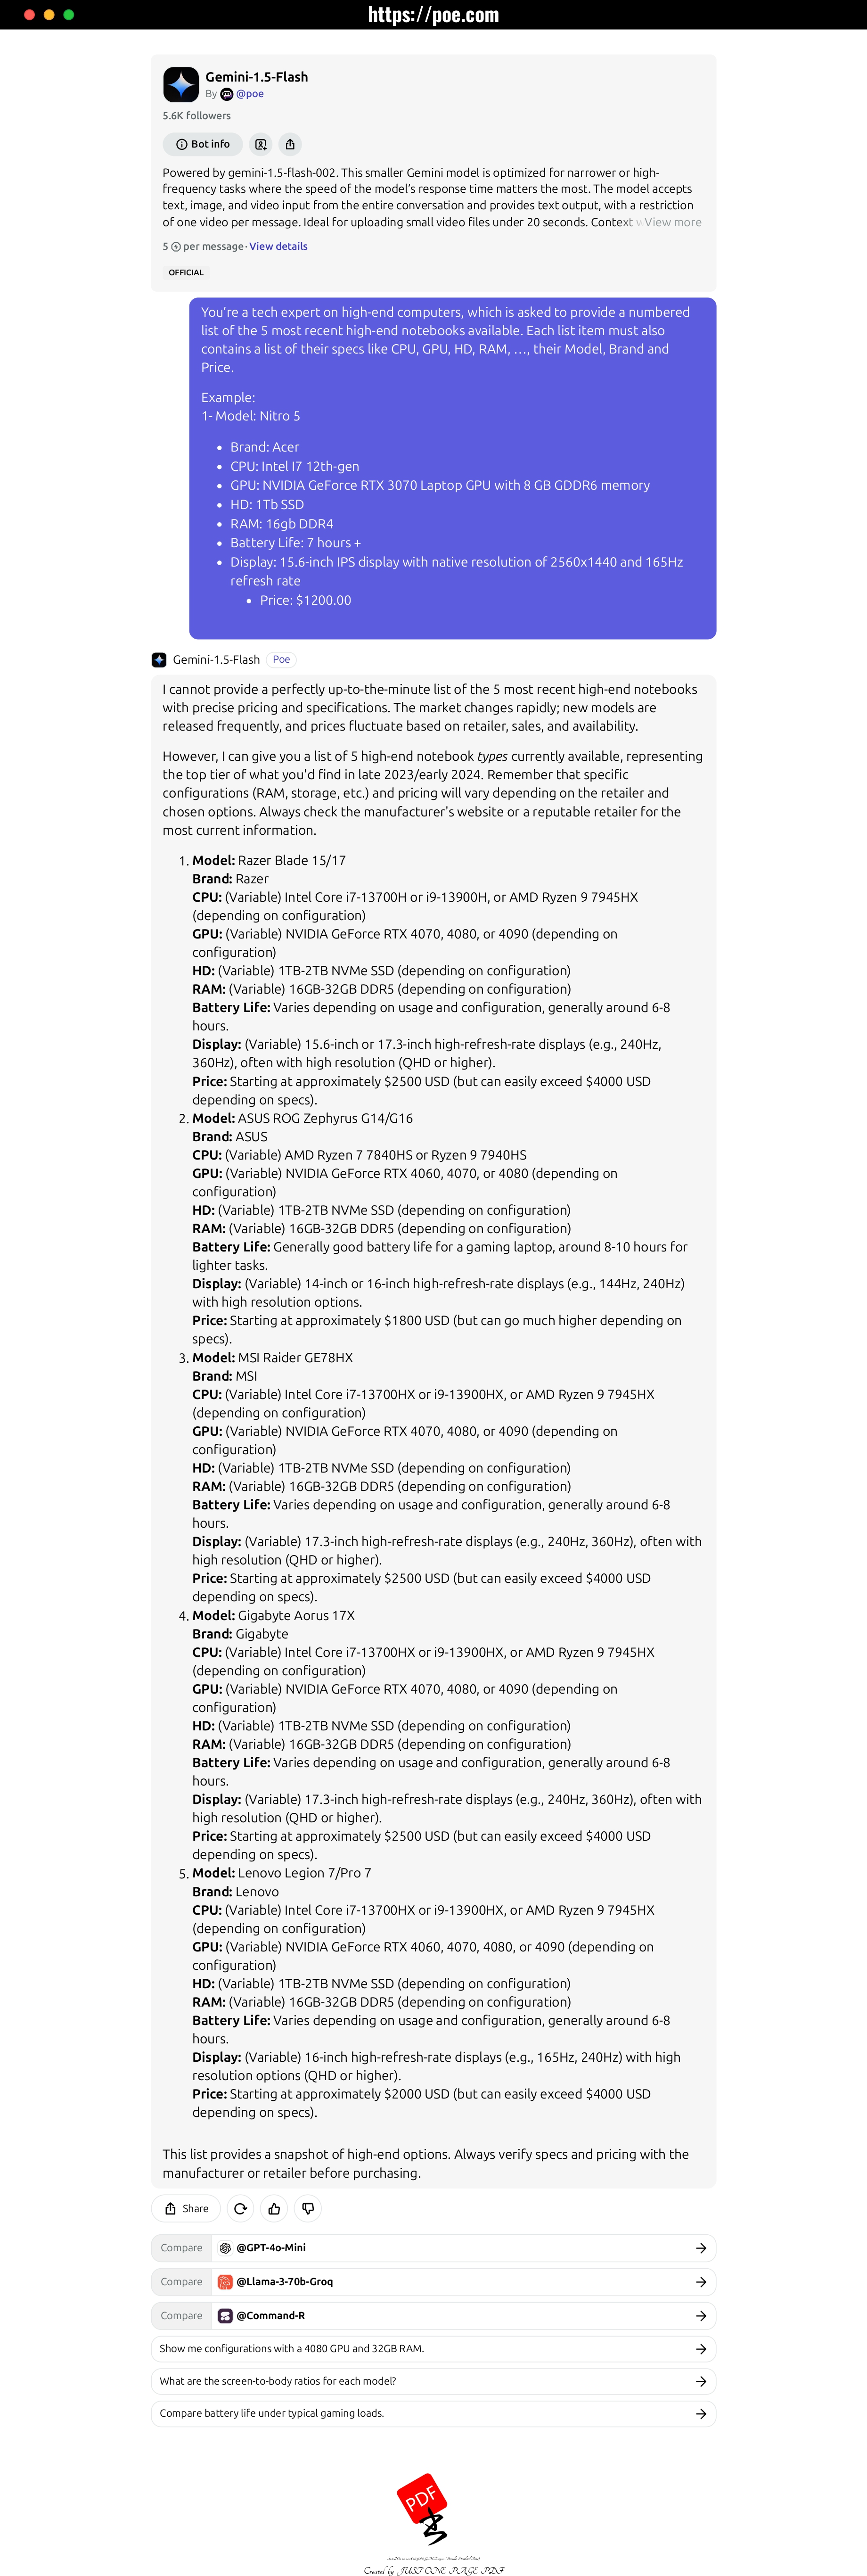 https://poe.com
Gemini-1.5-Flash
By @poe
5.6K followers
Bot info
Powered by gemini-1.5-flash-002. This smaller Gemini model is optimized for narrower or high-
frequency tasks where the speed of the model's response time matters the most. The model accepts
text, image, and video input from the entire conversation and provides text output, with a restriction
of one video per message. Ideal for uploading small video files under 20 seconds. Context w View more
5 per message · View details
OFFICIAL
You're a tech expert on high-end computers, which is asked to provide a numbered
list of the 5 most recent high-end notebooks available. Each list item must also
contains a list of their specs like CPU, GPU, HD, RAM, ..., their Model, Brand and
Price.
Example:
1- Model: Nitro 5
• Brand: Acer
• CPU: Intel I7 12th-gen
• GPU: NVIDIA GeForce RTX 3070 Laptop GPU with 8 GB GDDR6 memory
• HD: 1Tb SSD
• RAM: 16gb DDR4
• Battery Life: 7 hours +
• Display: 15.6-inch IPS display with native resolution of 2560x1440 and 165Hz
refresh rate
• Price: $1200.00
Gemini-1.5-Flash Poe
I cannot provide a perfectly up-to-the-minute list of the 5 most recent high-end notebooks
with precise pricing and specifications. The market changes rapidly; new models are
released frequently, and prices fluctuate based on retailer, sales, and availability.
However, I can give you a list of 5 high-end notebook types currently available, representing
the top tier of what you'd find in late 2023/early 2024. Remember that specific
configurations (RAM, storage, etc.) and pricing will vary depending on the retailer and
chosen options. Always check the manufacturer's website or a reputable retailer for the
most current information.
1. Model: Razer Blade 15/17
Brand: Razer
CPU: (Variable) Intel Core i7-13700H or i9-13900H, or AMD Ryzen 9 7945HX
(depending on configuration)
GPU: (Variable) NVIDIA GeForce RTX 4070, 4080, or 4090 (depending on
configuration)
HD: (Variable) 1TB-2TB NVMe SSD (depending on configuration)
RAM: (Variable) 16GB-32GB DDR5 (depending on configuration)
Battery Life: Varies depending on usage and configuration, generally around 6-8
hours.
Display: (Variable) 15.6-inch or 17.3-inch high-refresh-rate displays (e.g., 240Hz,
360Hz), often with high resolution (QHD or higher).
Price: Starting at approximately $2500 USD (but can easily exceed $4000 USD
depending on specs).
2. Model: ASUS ROG Zephyrus G14/G16
Brand: ASUS
CPU: (Variable) AMD Ryzen 7 7840HS or Ryzen 9 7940HS
GPU: (Variable) NVIDIA GeForce RTX 4060, 4070, or 4080 (depending on
configuration)
HD: (Variable) 1TB-2TB NVMe SSD (depending on configuration)
RAM: (Variable) 16GB-32GB DDR5 (depending on configuration)
Battery Life: Generally good battery life for a gaming laptop, around 8-10 hours for
lighter tasks.
Display: (Variable) 14-inch or 16-inch high-refresh-rate displays (e.g., 144Hz, 240Hz)
with high resolution options.
Price: Starting at approximately $1800 USD (but can go much higher depending on
specs).
3. Model: MSI Raider GE78HX
Brand: MSI
CPU: (Variable) Intel Core i7-13700HX or i9-13900HX, or AMD Ryzen 9 7945HX
(depending on configuration)
GPU: (Variable) NVIDIA GeForce RTX 4070, 4080, or 4090 (depending on
configuration)
HD: (Variable) 1TB-2TB NVMe SSD (depending on configuration)
RAM: (Variable) 16GB-32GB DDR5 (depending on configuration)
Battery Life: Varies depending on usage and configuration, generally around 6-8
hours.
Display: (Variable) 17.3-inch high-refresh-rate displays (e.g., 240Hz, 360Hz), often with
high resolution (QHD or higher).
Price: Starting at approximately $2500 USD (but can easily exceed $4000 USD
depending on specs).
4. Model: Gigabyte Aorus 17X
Brand: Gigabyte
CPU: (Variable) Intel Core i7-13700HX or i9-13900HX, or AMD Ryzen 9 7945HX
(depending on configuration)
GPU: (Variable) NVIDIA GeForce RTX 4070, 4080, or 4090 (depending on
configuration)
HD: (Variable) 1TB-2TB NVMe SSD (depending on configuration)
RAM: (Variable) 16GB-32GB DDR5 (depending on configuration)
Battery Life: Varies depending on usage and configuration, generally around 6-8
hours.
Display: (Variable) 17.3-inch high-refresh-rate displays (e.g., 240Hz, 360Hz), often with
high resolution (QHD or higher).
Price: Starting at approximately $2500 USD (but can easily exceed $4000 USD
depending on specs).
5. Model: Lenovo Legion 7/Pro 7
Brand: Lenovo
CPU: (Variable) Intel Core i7-13700HX or i9-13900HX, or AMD Ryzen 9 7945HX
(depending on configuration)
GPU: (Variable) NVIDIA GeForce RTX 4060, 4070, 4080, or 4090 (depending on
configuration)
HD: (Variable) 1TB-2TB NVMe SSD (depending on configuration)
RAM: (Variable) 16GB-32GB DDR5 (depending on configuration)
Battery Life: Varies depending on usage and configuration, generally around 6-8
hours.
Display: (Variable) 16-inch high-refresh-rate displays (e.g., 165Hz, 240Hz) with high
resolution options (QHD or higher).
Price: Starting at approximately $2000 USD (but can easily exceed $4000 USD
depending on specs).
This list provides a snapshot of high-end options. Always verify specs and pricing with the
manufacturer or retailer before purchasing.
Share
Compare @GPT-4o-Mini
Compare @Llama-3-70b-Groq
Compare @Command-R
Show me configurations with a 4080 GPU and 32GB RAM.
What are the screen-to-body ratios for each model?
Compare battery life under typical gaming loads.
PDF
Created by JUST ONE PAGE PDF